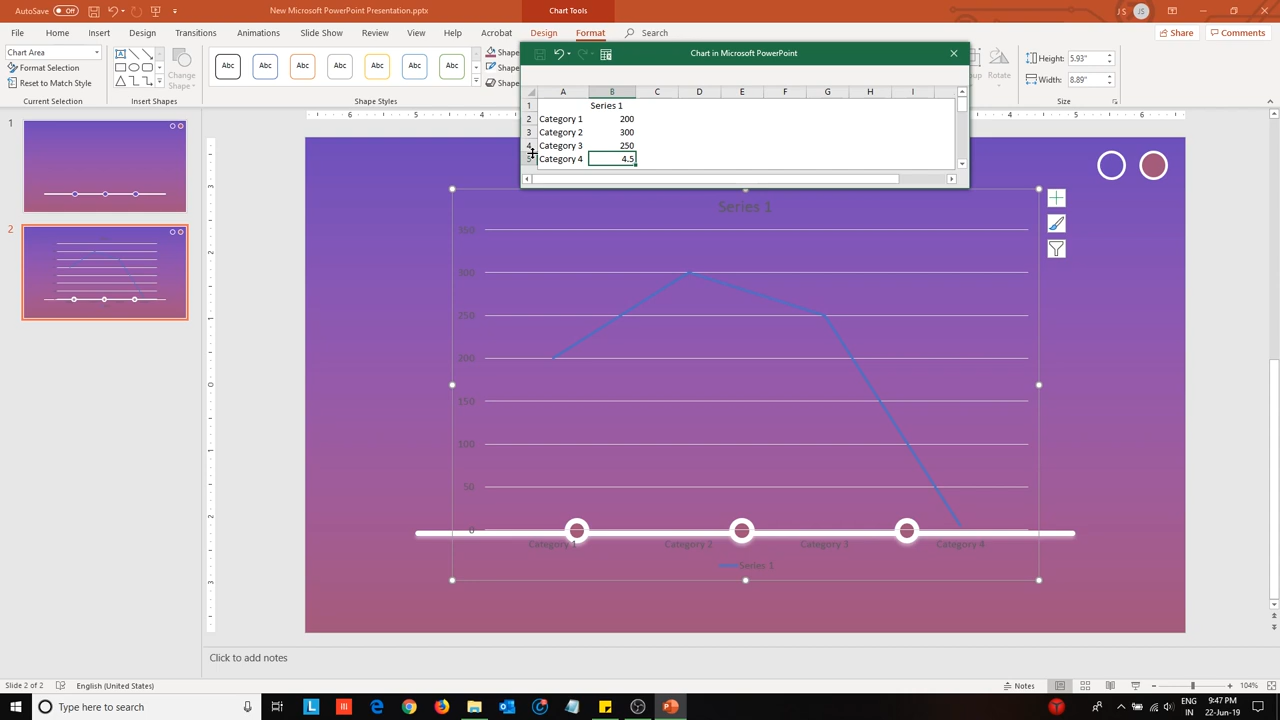 AutoSave Off
New Microsoft PowerPoint Presentation.pptx
Chart Tools
J S
JS
File Home Insert Design Transitions Animations Slide Show Review View Help Acrobat Design Format Search
Share
Comments
Chart Area
Format Selection
Reset to Match Style
Current Selection
Change
Shape
Insert Shapes
Abc Abc Abc Abc Abc Abc Abc
Shape Styles
Rotate
Height: 5.93"
Width: 8.89"
Size
Chart in Microsoft PowerPoint
A B C D E F G H I
1 Series 1
2 Category 1 200
3 Category 2 300
4 Category 3 250
5 Category 4 4.5
1
2
Series 1
350
300
250
200
150
100
50
0
Category 1 Category 2 Category 3 Category 4
Series 1
Click to add notes
Slide 2 of 2
English (United States)
Notes
104%
Type here to search
ENG
IN
9:47 PM
22-Jun-19